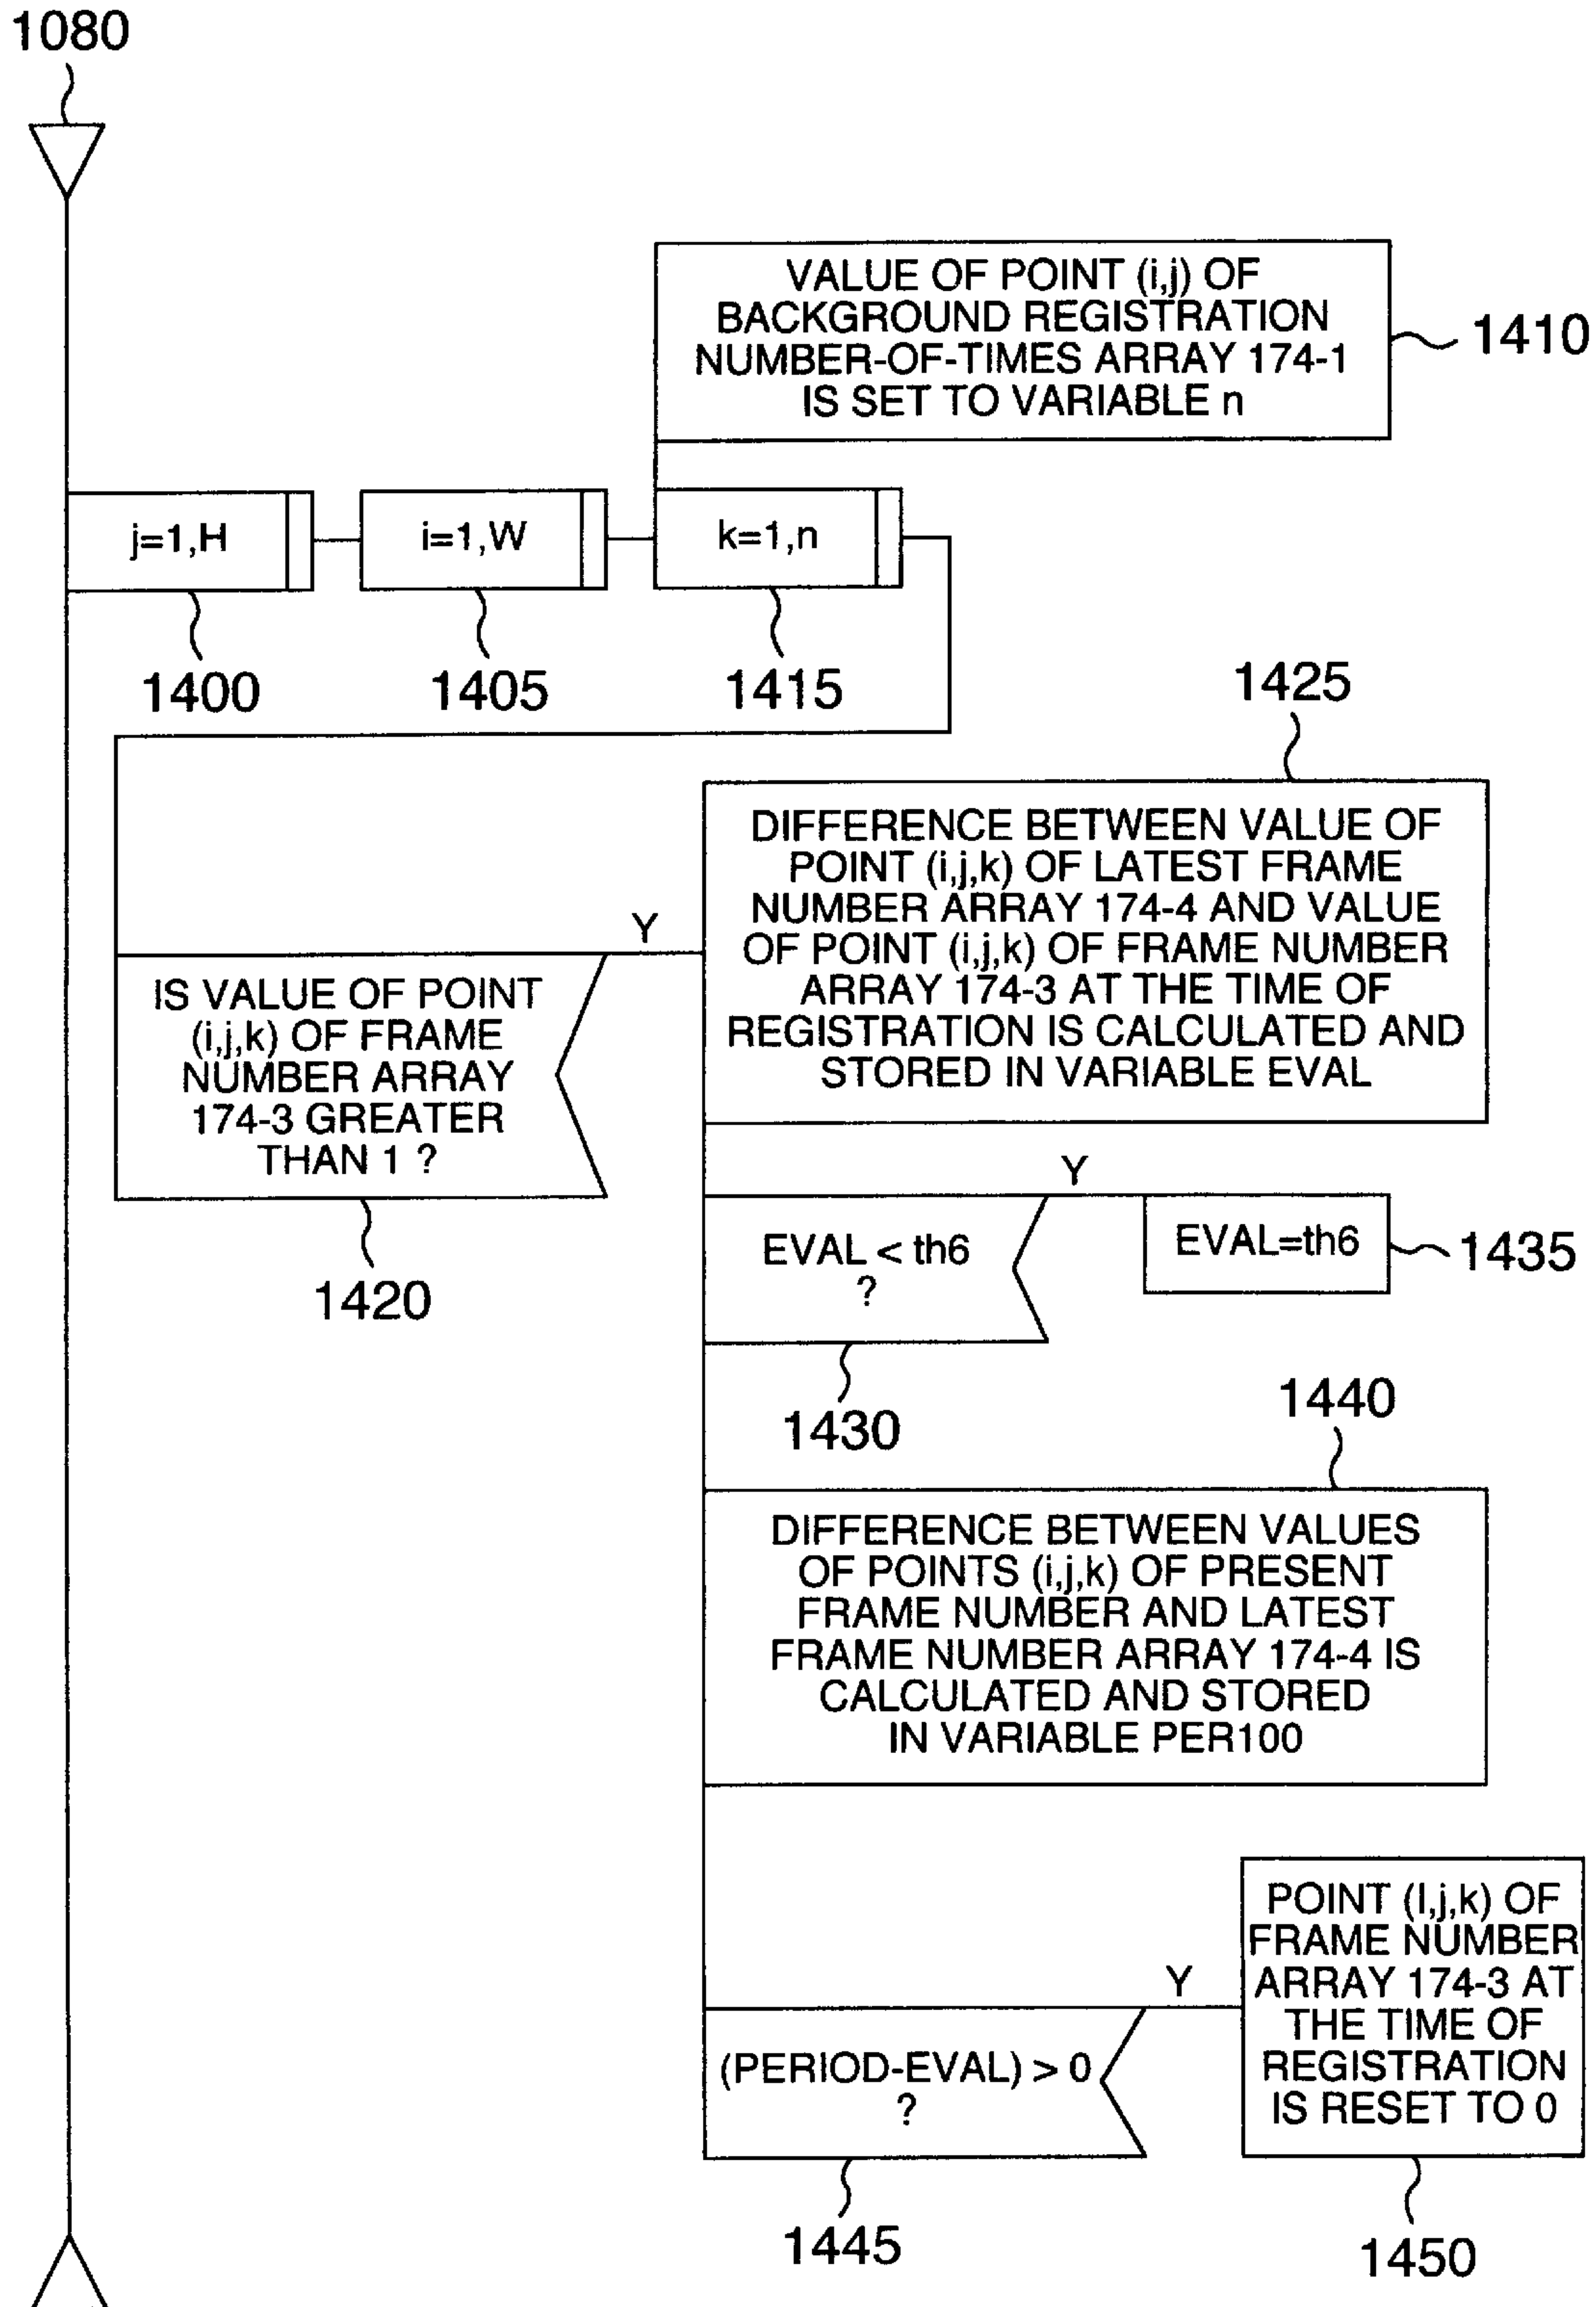 1080
VALUE OF POINT (i,j) OF
BACKGROUND REGISTRATION
NUMBER-OF-TIMES ARRAY 174-1
IS SET TO VARIABLE n
1410
j=1,H
i=1,W
k=1,n
1400
1405
1415
1425
DIFFERENCE BETWEEN VALUE OF
POINT (i,j,k) OF LATEST FRAME
NUMBER ARRAY 174-4 AND VALUE
OF POINT (i,j,k) OF FRAME NUMBER
ARRAY 174-3 AT THE TIME OF
REGISTRATION IS CALCULATED AND
STORED IN VARIABLE EVAL
Y
IS VALUE OF POINT
(i,j,k) OF FRAME
NUMBER ARRAY
174-3 GREATER
THAN 1 ?
1420
Y
EVAL < th6
?
EVAL=th6
1435
1430
1440
DIFFERENCE BETWEEN VALUES
OF POINTS (i,j,k) OF PRESENT
FRAME NUMBER AND LATEST
FRAME NUMBER ARRAY 174-4 IS
CALCULATED AND STORED
IN VARIABLE PER100
Y
(PERIOD-EVAL) > 0
?
POINT (I,j,k) OF
FRAME NUMBER
ARRAY 174-3 AT
THE TIME OF
REGISTRATION
IS RESET TO 0
1445
1450